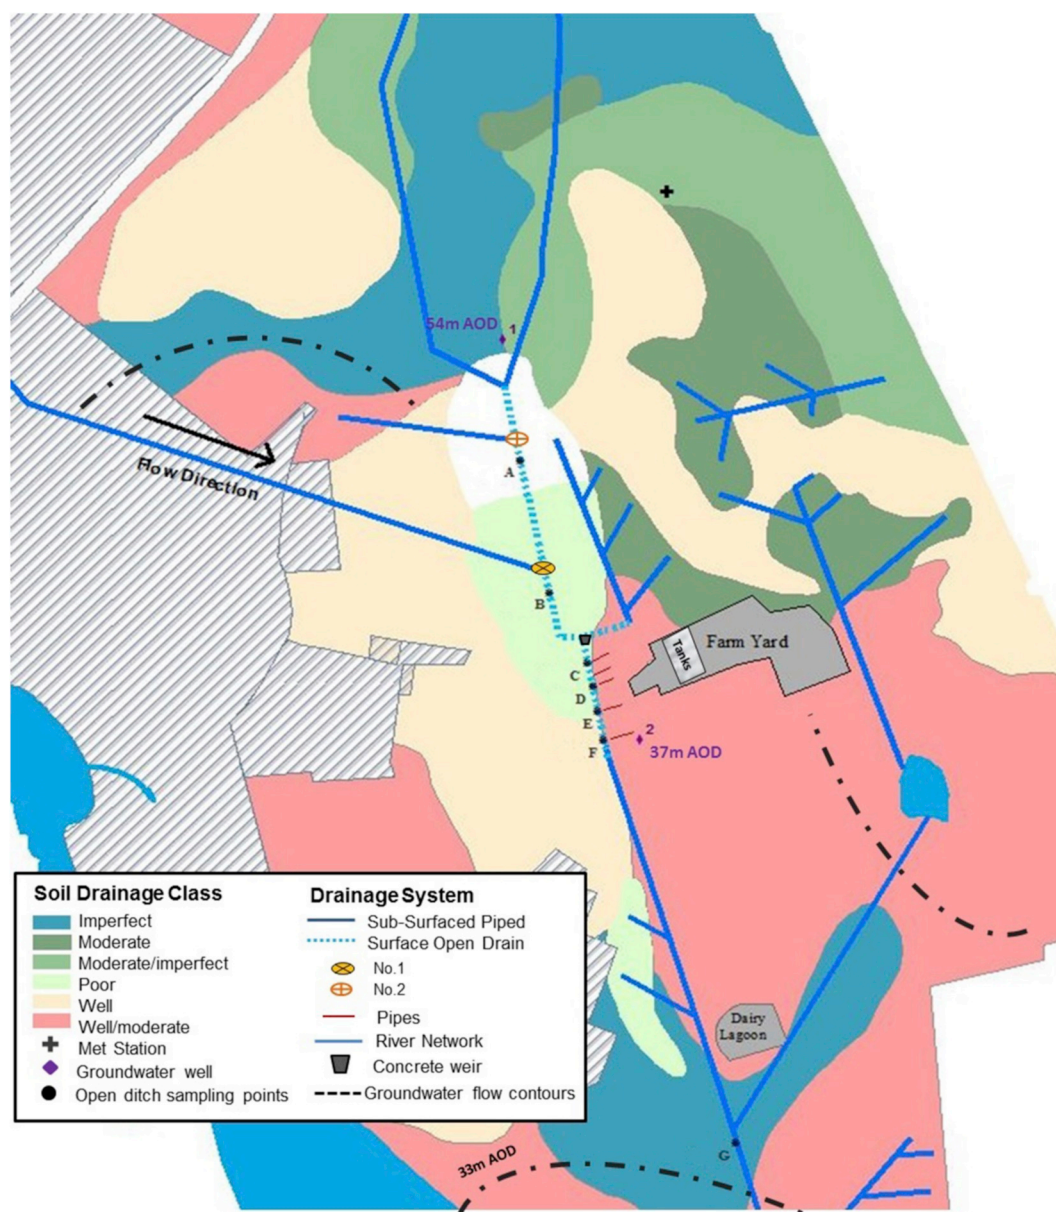 54m AOD
1
Flow Direction
A
B
Farm Yard
Tanks
C
D
E
F
2
37m AOD
Soil Drainage Class
Imperfect
Moderate
Moderate/imperfect
Poor
Well
Well/moderate
Met Station
Groundwater well
Open ditch sampling points
Drainage System
Sub-Surfaced Piped
Surface Open Drain
No.1
No.2
Pipes
River Network
Concrete weir
Groundwater flow contours
Dairy
Lagoon
G
33m AOD